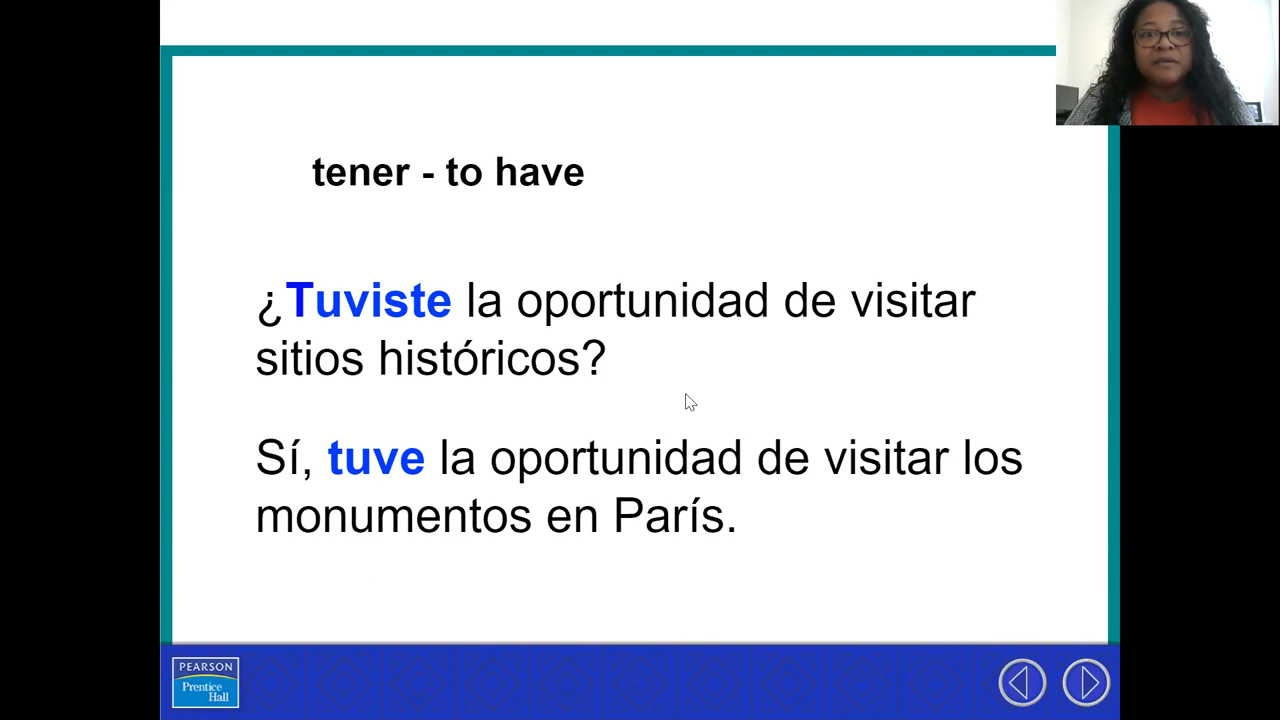 tener - to have
¿Tuviste la oportunidad de visitar
sitios históricos?
Sí, tuve la oportunidad de visitar los
monumentos en París.
PEARSON
Prentice
Hall